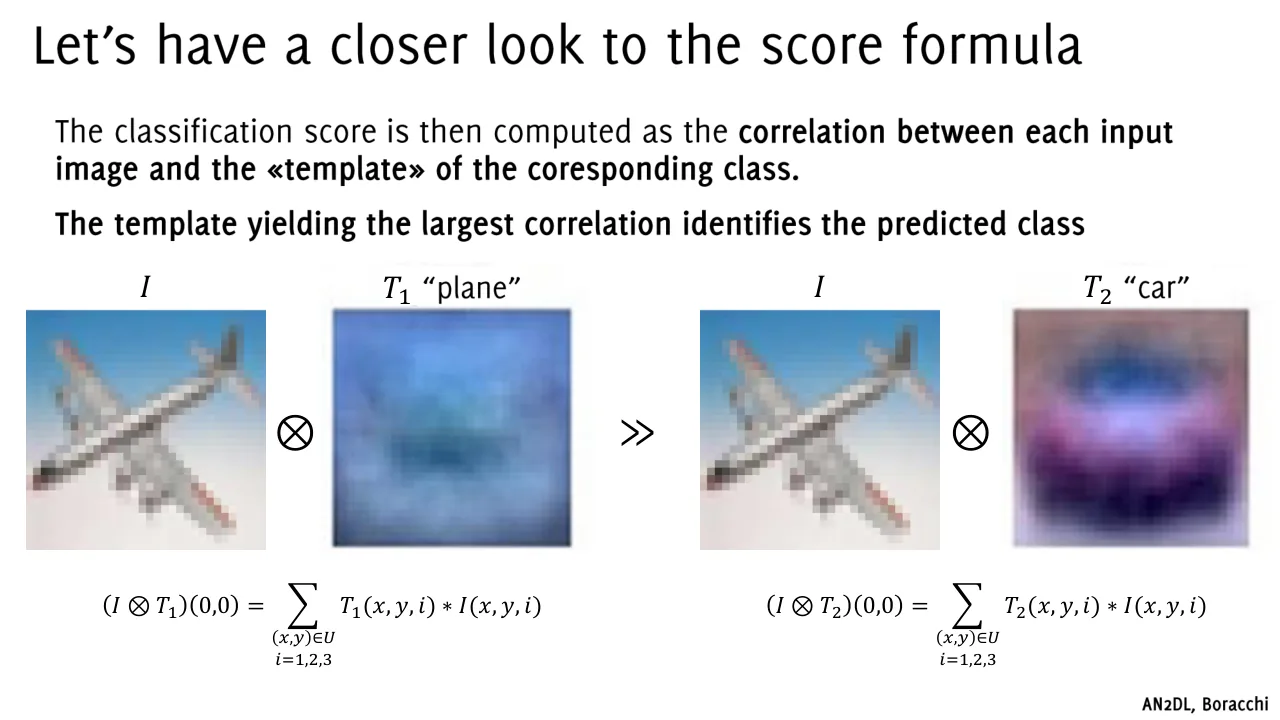 Let's have a closer look to the score formula
The classification score is then computed as the correlation between each input
image and the «template» of the coresponding class.
The template yielding the largest correlation identifies the predicted class
I
T₁ “plane”
I
T₂ “car”
⊗
≫
⊗
(I ⊗ T₁)(0,0) = ∑ T₁(x, y, i) ∗ I(x, y, i)
(x,y)∈U
i=1,2,3
(I ⊗ T₂)(0,0) = ∑ T₂(x, y, i) ∗ I(x, y, i)
(x,y)∈U
i=1,2,3
AN2DL, Boracchi